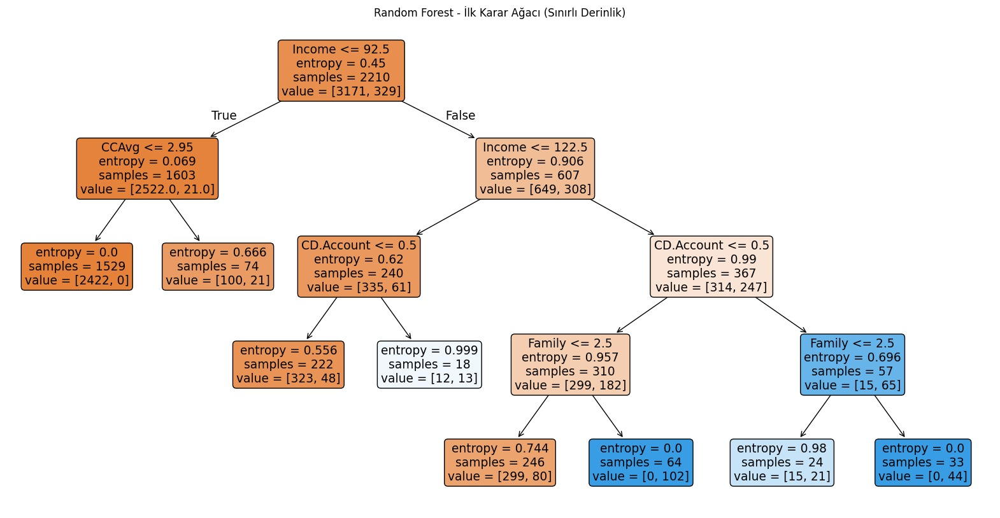 Random Forest - İlk Karar Ağacı (Sınırlı Derinlik)
Income <= 92.5
entropy = 0.45
samples = 2210
value = [3171, 329]
True
False
CCAvg <= 2.95
entropy = 0.069
samples = 1603
value = [2522.0, 21.0]
Income <= 122.5
entropy = 0.906
samples = 607
value = [649, 308]
entropy = 0.0
samples = 1529
value = [2422, 0]
entropy = 0.666
samples = 74
value = [100, 21]
CD.Account <= 0.5
entropy = 0.62
samples = 240
value = [335, 61]
CD.Account <= 0.5
entropy = 0.99
samples = 367
value = [314, 247]
entropy = 0.556
samples = 222
value = [323, 48]
entropy = 0.999
samples = 18
value = [12, 13]
Family <= 2.5
entropy = 0.957
samples = 310
value = [299, 182]
Family <= 2.5
entropy = 0.696
samples = 57
value = [15, 65]
entropy = 0.744
samples = 246
value = [299, 80]
entropy = 0.0
samples = 64
value = [0, 102]
entropy = 0.98
samples = 24
value = [15, 21]
entropy = 0.0
samples = 33
value = [0, 44]